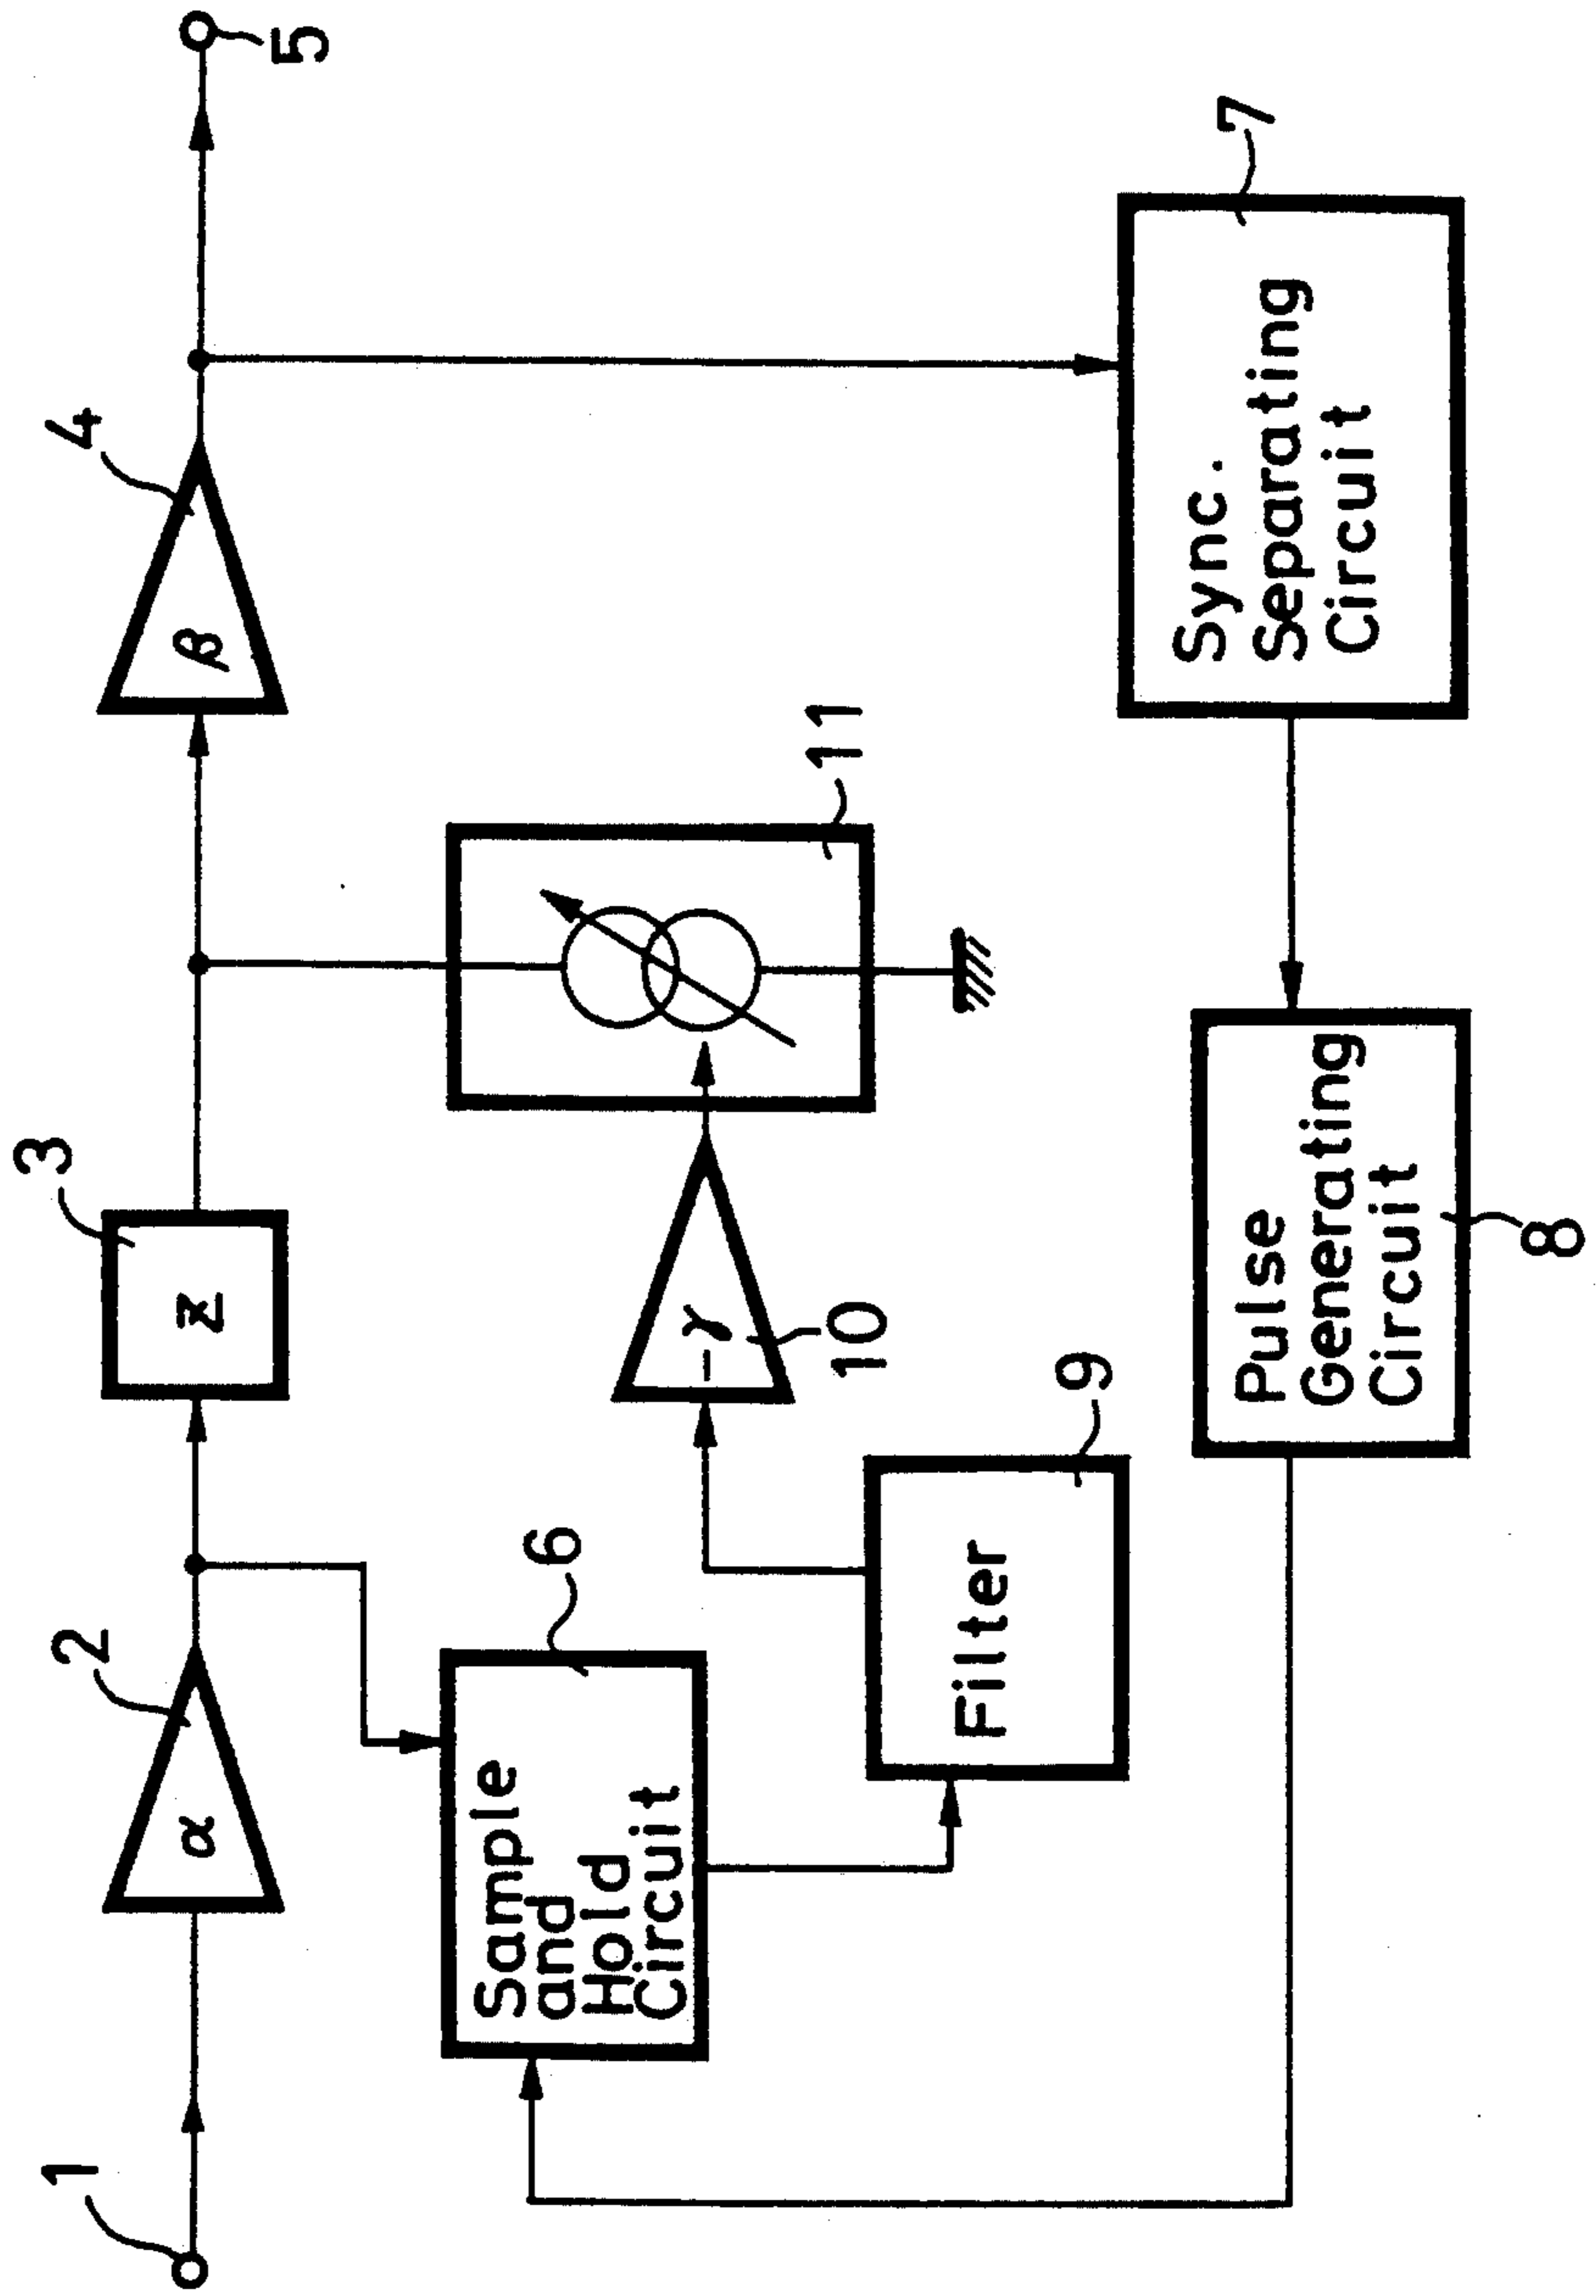 1
α
2
z
3
β
4
5
Sample
and
Hold
Circuit
6
-γ
10
11
Filter
9
Sync.
Separating
Circuit
7
Pulse
Generating
Circuit
8